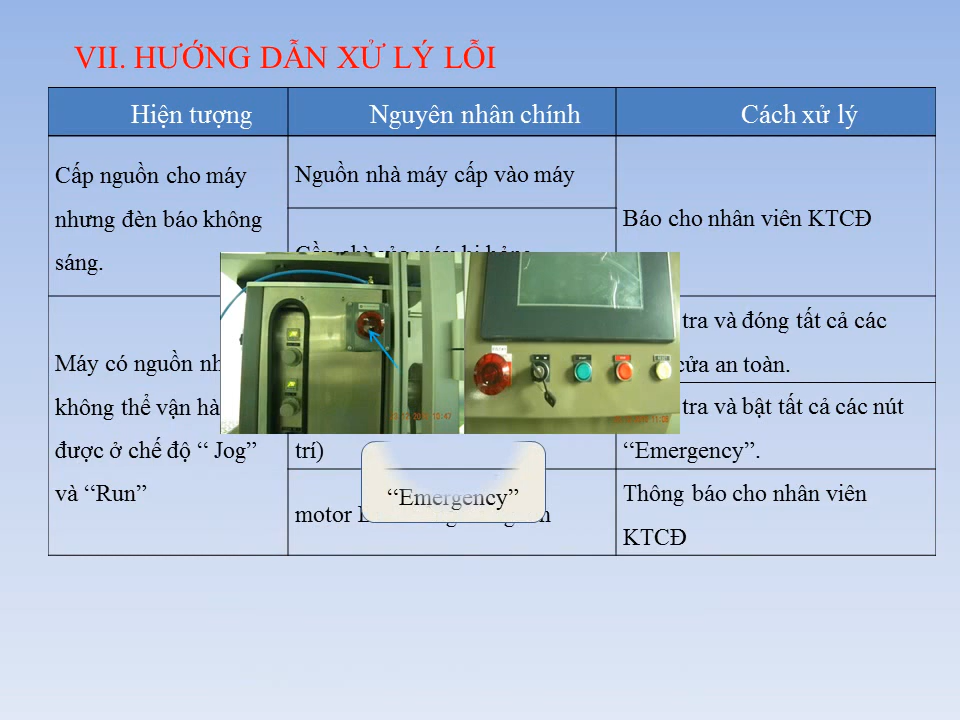 VII. HƯỚNG DẪN XỬ LÝ LỖI
Hiện tượng
Nguyên nhân chính
Cách xử lý
Cấp nguồn cho máy
nhưng đèn báo không
sáng.
Nguồn nhà máy cấp vào máy
Báo cho nhân viên KTCĐ
Máy có nguồn
không thể vận
được ở chế độ “ Jog”
và “Run”
tra và đóng tất cả các
cửa an toàn.
trí)
tra và bật tất cả các nút
“Emergency”.
motor
Thông báo cho nhân viên
KTCĐ
“Emergency”